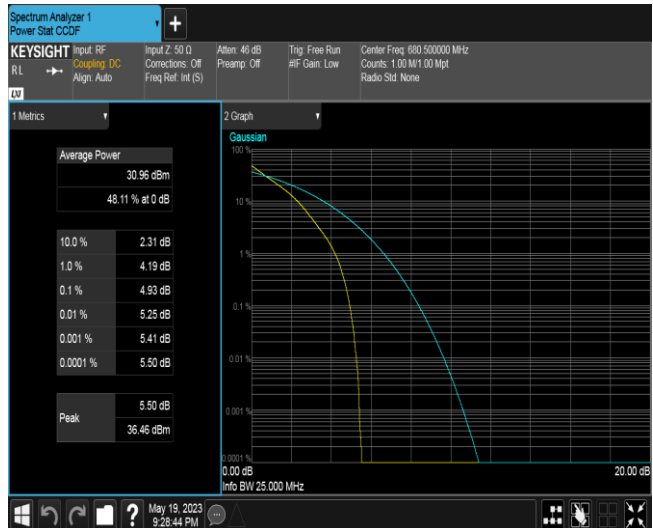 Spectrum Analyzer 1
Power Stat CCDF
+
KEYSIGHT
RL
LXI
Input: RF
Coupling: DC
Align: Auto
Input Z: 50 Ω
Corrections: Off
Freq Ref: Int (S)
Atten: 46 dB
Preamp: Off
Trig: Free Run
#IF Gain: Low
Center Freq: 680.500000 MHz
Counts: 1.00 M/1.00 Mpt
Radio Std: None
1 Metrics
Average Power
30.96 dBm
48.11 % at 0 dB
10.0 % 2.31 dB
1.0 % 4.19 dB
0.1 % 4.93 dB
0.01 % 5.25 dB
0.001 % 5.41 dB
0.0001 % 5.50 dB
Peak
5.50 dB
36.46 dBm
2 Graph
Gaussian
100 %
10 %
1 %
0.1 %
0.01 %
0.001 %
0.0001 %
0.00 dB 20.00 dB
Info BW 25.000 MHz
?
May 19, 2023
9:28:44 PM